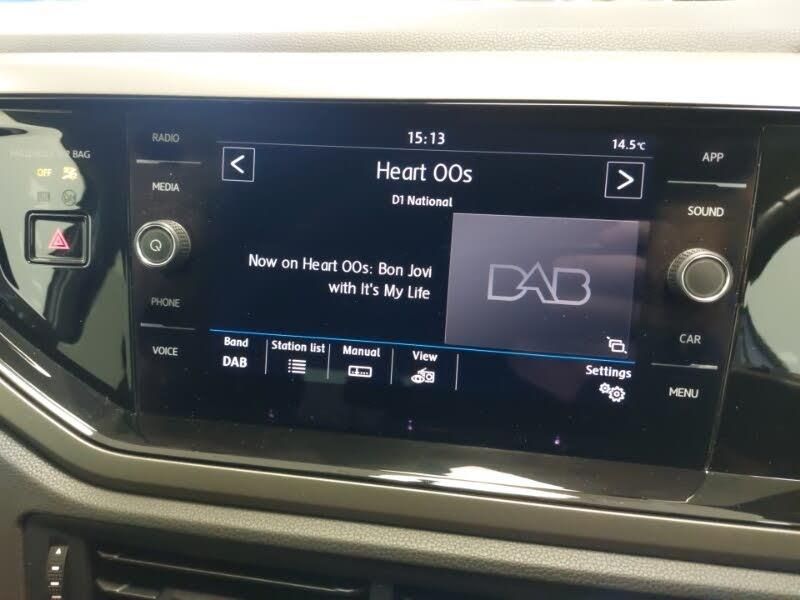 15:13
14.5°C
Heart 00s
D1 National
Now on Heart 00s: Bon Jovi
with It's My Life
DAB
Band
DAB
Station list
Manual
View
Settings
RADIO
MEDIA
PHONE
VOICE
APP
SOUND
CAR
MENU
BAG
OFF